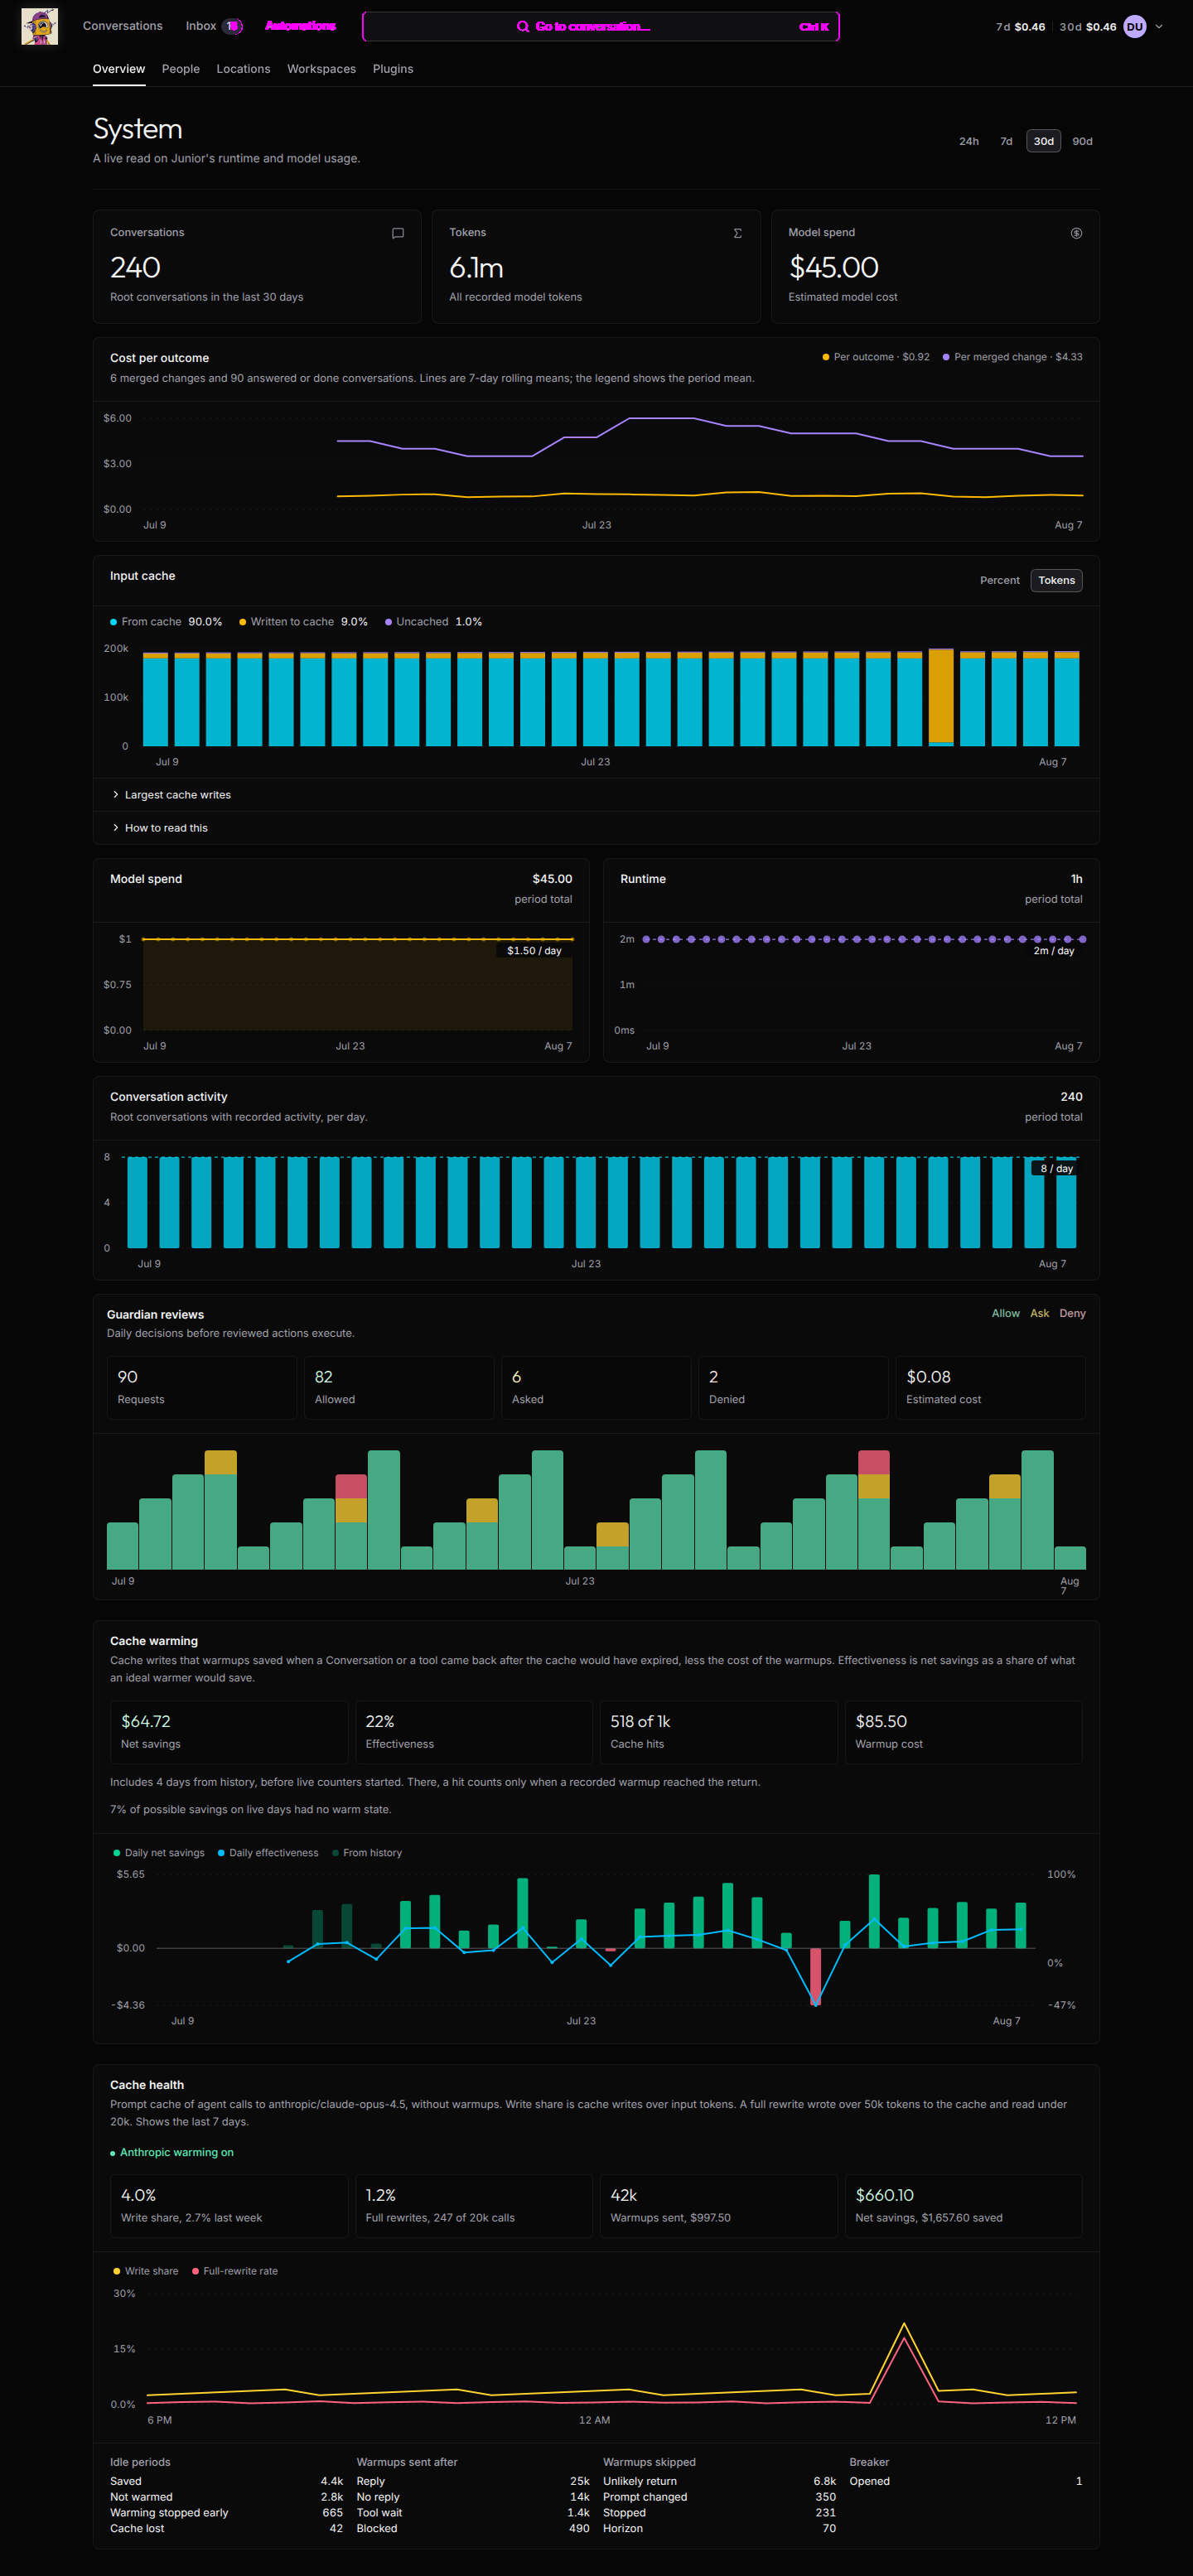 Conversations
Inbox
Automations
Go to conversation...
Ctrl K
7d $0.46
30d $0.46
DU
Overview
People
Locations
Workspaces
Plugins
System
A live read on Junior's runtime and model usage.
24h
7d
30d
90d
Conversations
240
Root conversations in the last 30 days
Tokens
6.1m
All recorded model tokens
Model spend
$45.00
Estimated model cost
Cost per outcome
Per outcome · $0.92
Per merged change · $4.33
6 merged changes and 90 answered or done conversations. Lines are 7-day rolling means; the legend shows the period mean.
$6.00
$3.00
$0.00
Jul 9
Jul 23
Aug 7
Input cache
Percent
Tokens
From cache 90.0%
Written to cache 9.0%
Uncached 1.0%
200k
100k
0
Jul 9
Jul 23
Aug 7
Largest cache writes
How to read this
Model spend
$45.00
period total
$1
$1.50 / day
$0.75
$0.00
Jul 9
Jul 23
Aug 7
Runtime
1h
period total
2m
2m / day
1m
0ms
Jul 9
Jul 23
Aug 7
Conversation activity
240
Root conversations with recorded activity, per day.
period total
8
8 / day
4
0
Jul 9
Jul 23
Aug 7
Guardian reviews
Allow
Ask
Deny
Daily decisions before reviewed actions execute.
90
Requests
82
Allowed
6
Asked
2
Denied
$0.08
Estimated cost
Jul 9
Jul 23
Aug
7
Cache warming
Cache writes that warmups saved when a Conversation or a tool came back after the cache would have expired, less the cost of the warmups. Effectiveness is net savings as a share of what
an ideal warmer would save.
$64.72
Net savings
22%
Effectiveness
518 of 1k
Cache hits
$85.50
Warmup cost
Includes 4 days from history, before live counters started. There, a hit counts only when a recorded warmup reached the return.
7% of possible savings on live days had no warm state.
Daily net savings
Daily effectiveness
From history
$5.65
100%
$0.00
0%
-$4.36
-47%
Jul 9
Jul 23
Aug 7
Cache health
Prompt cache of agent calls to anthropic/claude-opus-4.5, without warmups. Write share is cache writes over input tokens. A full rewrite wrote over 50k tokens to the cache and read under
20k. Shows the last 7 days.
Anthropic warming on
4.0%
Write share, 2.7% last week
1.2%
Full rewrites, 247 of 20k calls
42k
Warmups sent, $997.50
$660.10
Net savings, $1,657.60 saved
Write share
Full-rewrite rate
30%
15%
0.0%
6 PM
12 AM
12 PM
Idle periods
Saved 4.4k
Not warmed 2.8k
Warming stopped early 665
Cache lost 42
Warmups sent after
Reply 25k
No reply 14k
Tool wait 1.4k
Blocked 490
Warmups skipped
Unlikely return 6.8k
Prompt changed 350
Stopped 231
Horizon 70
Breaker
Opened 1